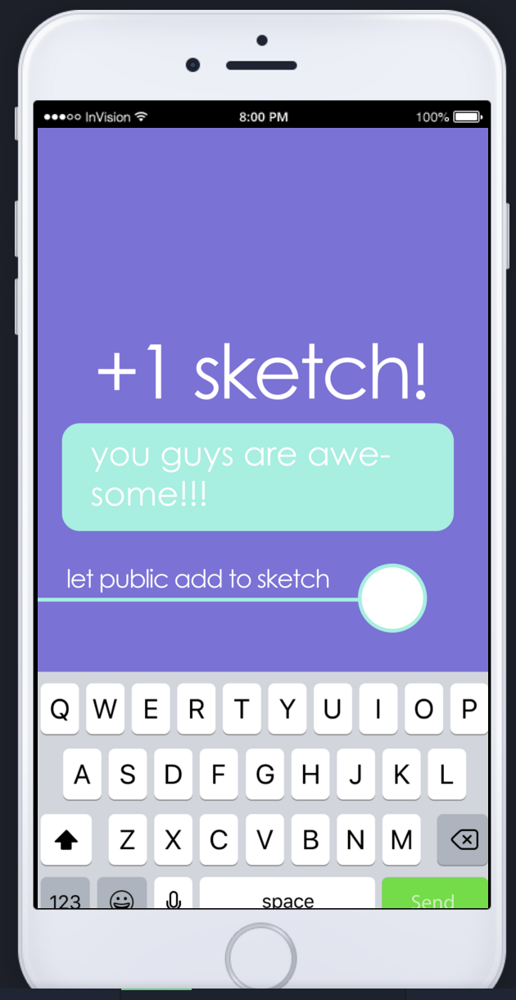 InVision 8:00 PM 100%
+1 sketch!
you guys are awe-
some!!!
let public add to sketch
Q W E R T Y U I O P
A S D F G H J K L
Z X C V B N M
123 space Send